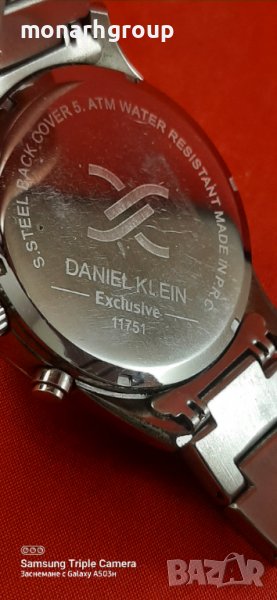 monarhgroup
S.STEEL BACK COVER 5. ATM WATER RESISTANT MADE IN P.R.C
DANIEL KLEIN
Exclusive
11751
Samsung Triple Camera
Заснемане с Galaxy A50Зн
BAZAR